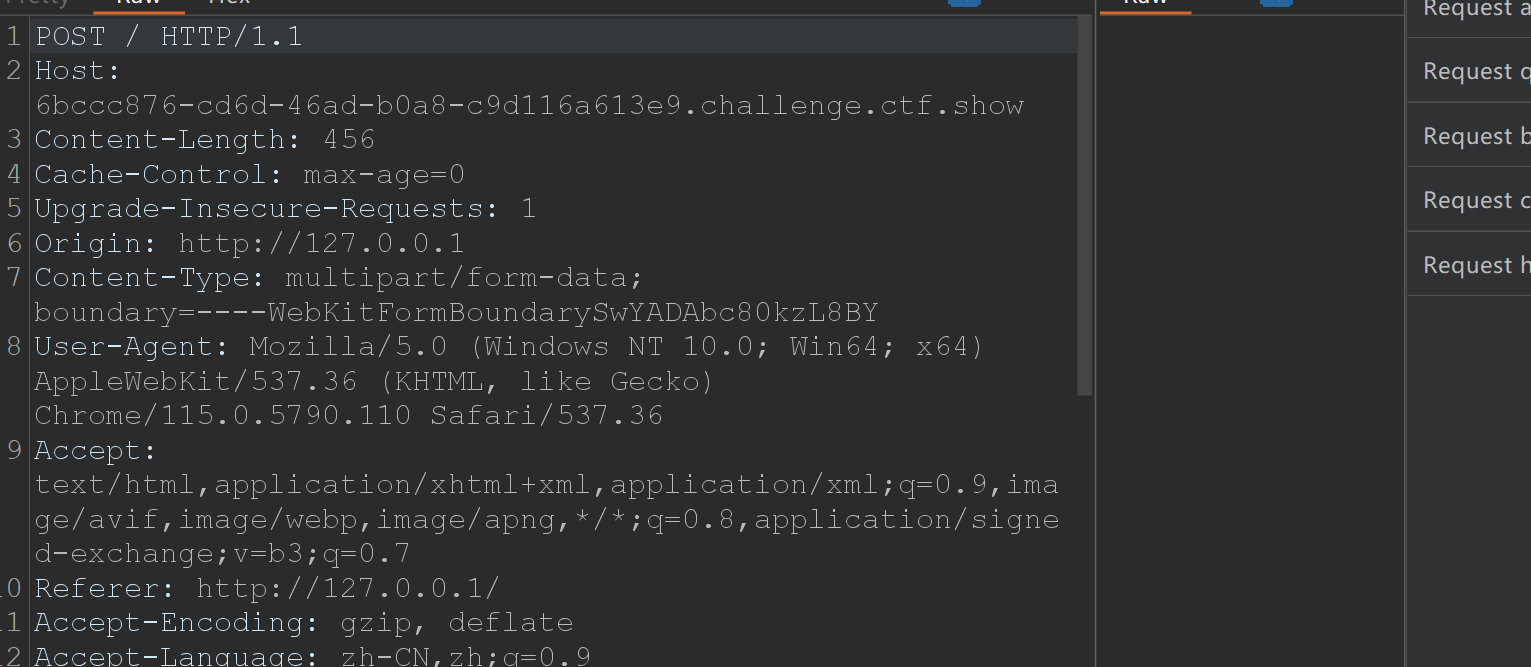 Raw
Raw
1 POST / HTTP/1.1
2 Host:
6bccc876-cd6d-46ad-b0a8-c9d116a613e9.challenge.ctf.show
3 Content-Length: 456
4 Cache-Control: max-age=0
5 Upgrade-Insecure-Requests: 1
6 Origin: http://127.0.0.1
7 Content-Type: multipart/form-data;
boundary=----WebKitFormBoundarySwYADAbc80kzL8BY
8 User-Agent: Mozilla/5.0 (Windows NT 10.0; Win64; x64)
AppleWebKit/537.36 (KHTML, like Gecko)
Chrome/115.0.5790.110 Safari/537.36
9 Accept:
text/html,application/xhtml+xml,application/xml;q=0.9,ima
ge/avif,image/webp,image/apng,*/*;q=0.8,application/signe
d-exchange;v=b3;q=0.7
10 Referer: http://127.0.0.1/
11 Accept-Encoding: gzip, deflate
12 Accept-Language: zh-CN,zh;q=0.9
Request a
Request q
Request b
Request c
Request h